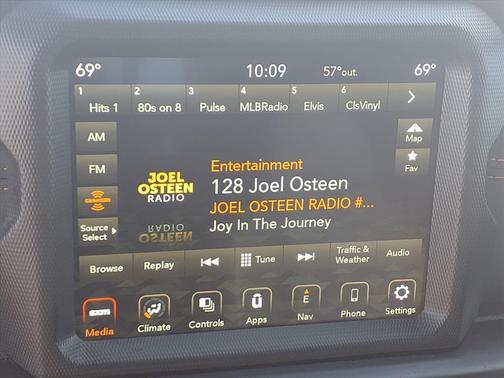 69° 10:09 57°out. 69°
1 2 3 4 5 6
Hits 1 80s on 8 Pulse MLBRadio Elvis ClsVinyl
AM
Map
FM
Fav
Entertainment
JOEL
OSTEEN
RADIO
128 Joel Osteen
JOEL OSTEEN RADIO #...
Joy In The Journey
Source
Select
Browse Replay Tune Traffic &
Weather Audio
sxm
Media Climate Controls Apps E
Nav Phone Settings